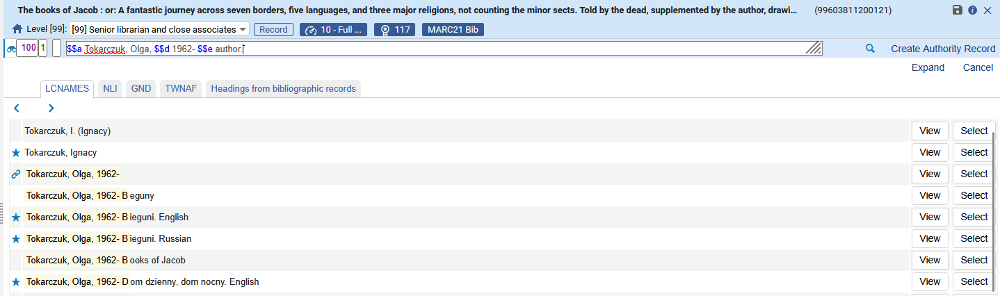 The books of Jacob : or: A fantastic journey across seven borders, five languages, and three major religions, not counting the minor sects. Told by the dead, supplemented by the author, drawi... (99603811200121)
Level [99]: [99] Senior librarian and close associates Record 10 - Full ... 117 MARC21 Bib
100 1 $$a Tokarczuk, Olga, $$d 1962- $$e author. Create Authority Record
Expand Cancel
LCNAMES NLI GND TWNAF Headings from bibliographic records
Tokarczuk, I. (Ignacy) View Select
Tokarczuk, Ignacy View Select
Tokarczuk, Olga, 1962- View Select
Tokarczuk, Olga, 1962- B eguny View Select
Tokarczuk, Olga, 1962- B ieguni. English View Select
Tokarczuk, Olga, 1962- B ieguni. Russian View Select
Tokarczuk, Olga, 1962- B ooks of Jacob View Select
Tokarczuk, Olga, 1962- D om dzienny, dom nocny. English View Select